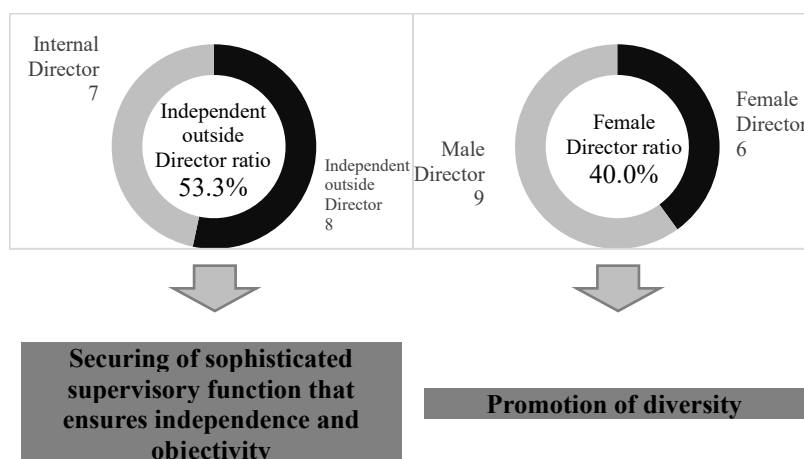 Internal
Director
7
Independent
outside
Director ratio
53.3%
Independent
outside
Director
8
Male
Director
9
Female
Director ratio
40.0%
Female
Director
6
Securing of sophisticated
supervisory function that
ensures independence and
objectivity
Promotion of diversity